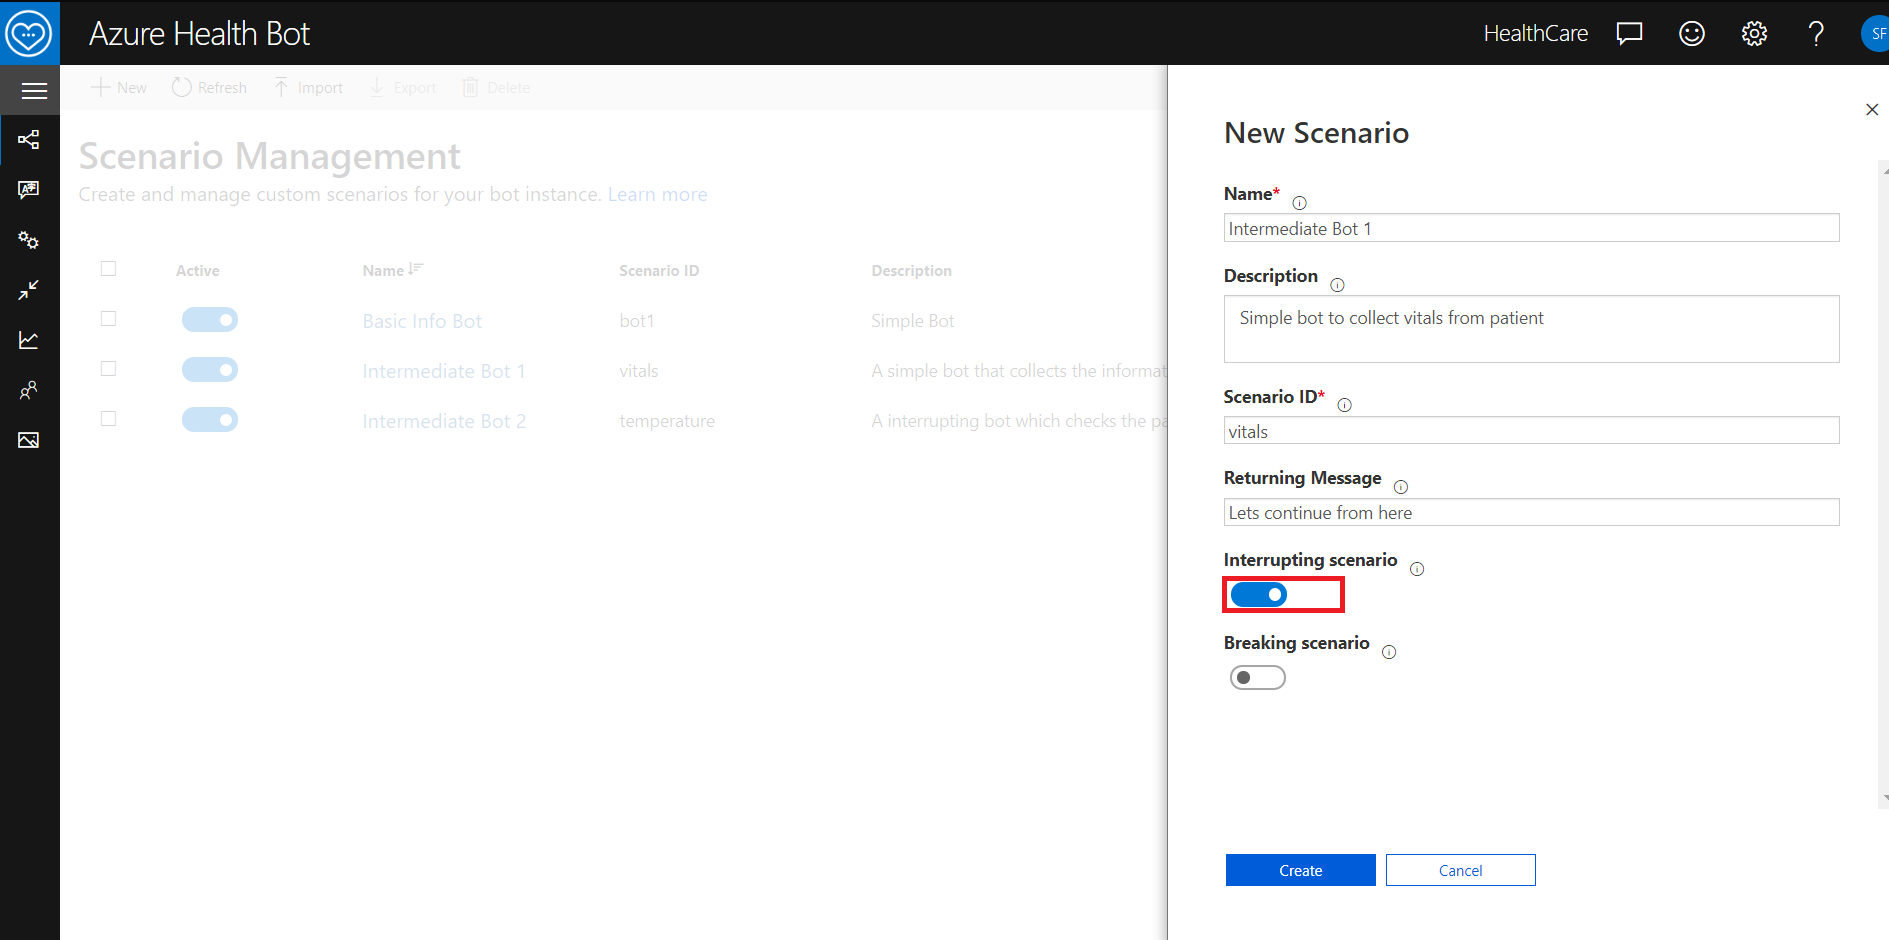 Azure Health Bot
HealthCare
SF
New Refresh Import Export Delete
Scenario Management
Create and manage custom scenarios for your bot instance. Learn more
Active Name Scenario ID Description
Basic Info Bot bot1 Simple Bot
Intermediate Bot 1 vitals A simple bot that collects the informat
Intermediate Bot 2 temperature A interrupting bot which checks the pa
New Scenario
Name*
Intermediate Bot 1
Description
Simple bot to collect vitals from patient
Scenario ID*
vitals
Returning Message
Lets continue from here
Interrupting scenario
Breaking scenario
Create Cancel